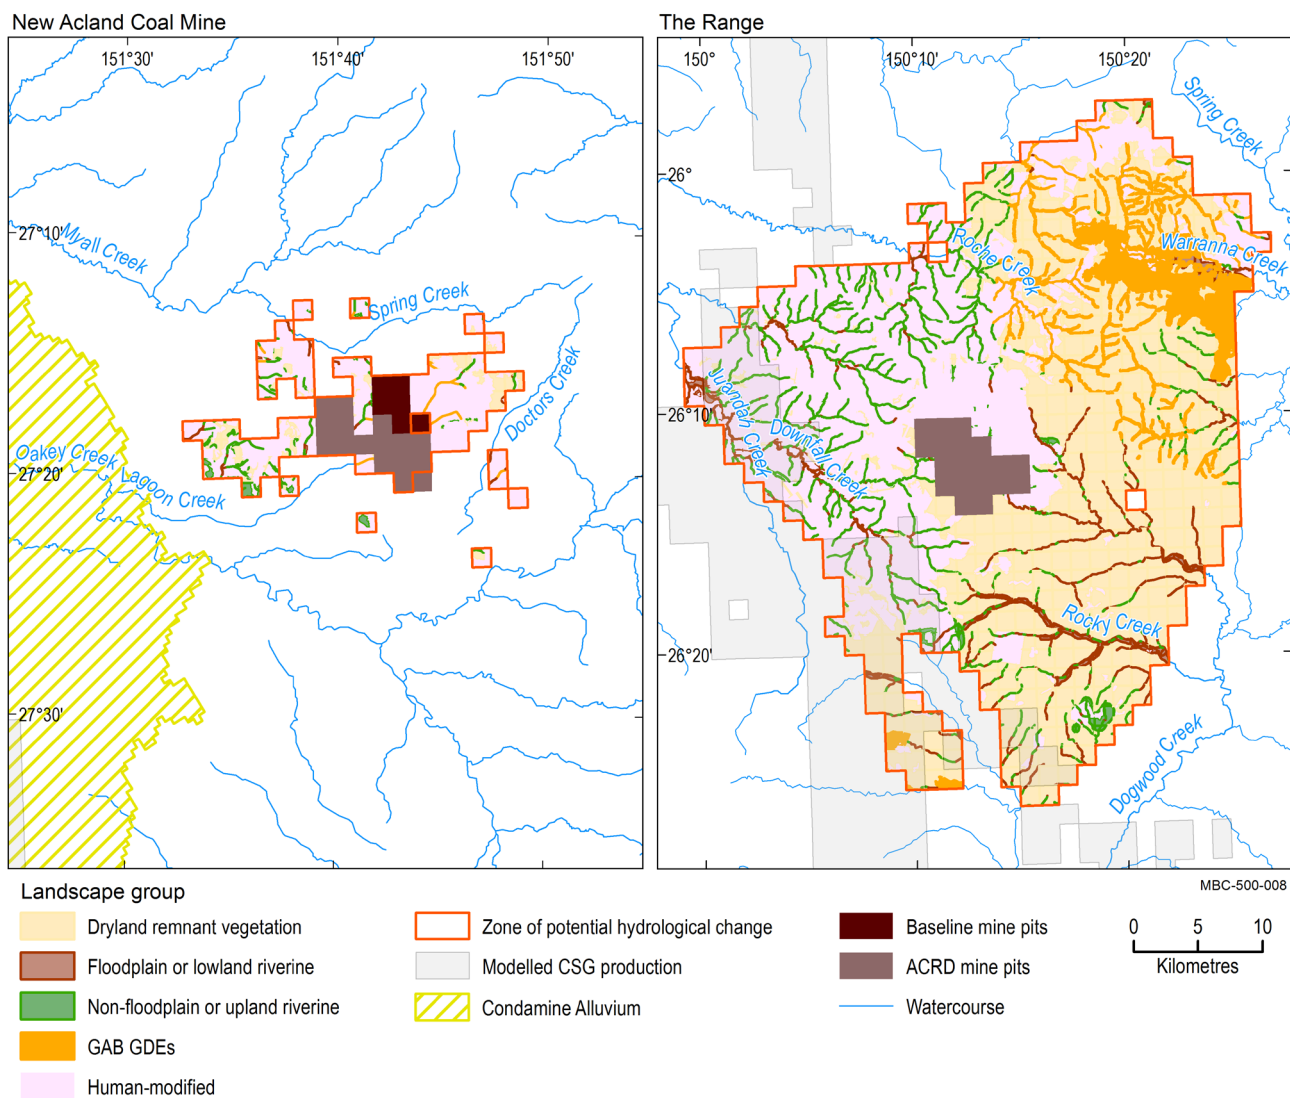 New Acland Coal Mine
The Range
151°30'
151°40'
151°50'
150°
150°10'
150°20'
Spring Creek
26°
27°10'
Myall Creek
Roche Creek
Warranna Creek
Spring Creek
Doctors Creek
Juandah Creek
26°10'
Downfall Creek
Oakey Creek
27°20'
Lagoon Creek
Rocky Creek
26°20'
27°30'
Dogwood Creek
MBC-500-008
Landscape group
Dryland remnant vegetation
Floodplain or lowland riverine
Non-floodplain or upland riverine
GAB GDEs
Human-modified
Zone of potential hydrological change
Modelled CSG production
Condamine Alluvium
Baseline mine pits
ACRD mine pits
Watercourse
0 5 10
Kilometres